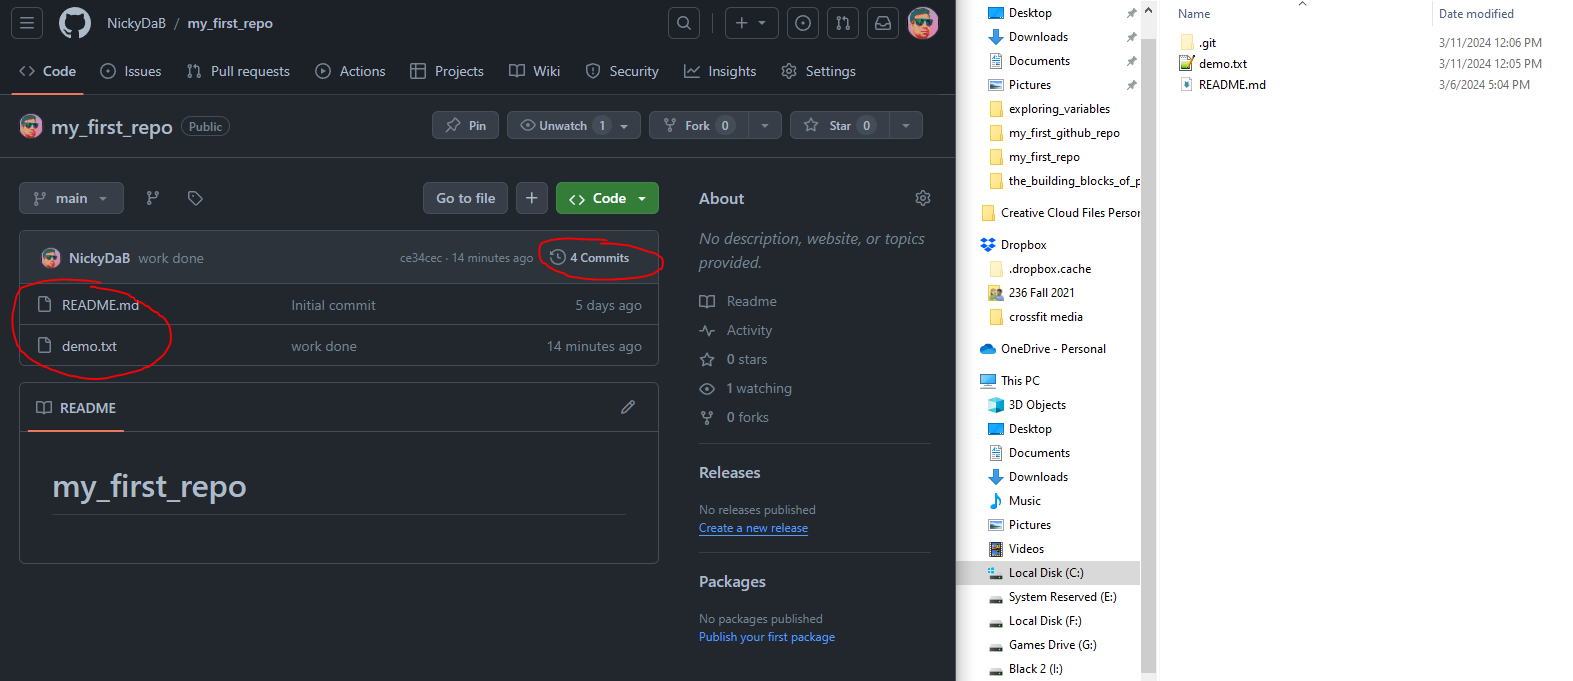 NickyDaB / my_first_repo
Code Issues Pull requests Actions Projects Wiki Security Insights Settings
my_first_repo Public
Pin Unwatch 1 Fork 0 Star 0
main Go to file Code
NickyDaB work done ce34cec · 14 minutes ago 4 Commits
README.md Initial commit 5 days ago
demo.txt work done 14 minutes ago
README
my_first_repo
About
No description, website, or topics
provided.
Readme
Activity
0 stars
1 watching
0 forks
Releases
No releases published
Create a new release
Packages
No packages published
Publish your first package
Desktop
Downloads
Documents
Pictures
exploring_variables
my_first_github_repo
my_first_repo
the_building_blocks_of_p
Creative Cloud Files Person
Dropbox
.dropbox.cache
236 Fall 2021
crossfit media
OneDrive - Personal
This PC
3D Objects
Desktop
Documents
Downloads
Music
Pictures
Videos
Local Disk (C:)
System Reserved (E:)
Local Disk (F:)
Games Drive (G:)
Black 2 (I:)
Name Date modified
.git 3/11/2024 12:06 PM
demo.txt 3/11/2024 12:05 PM
README.md 3/6/2024 5:04 PM